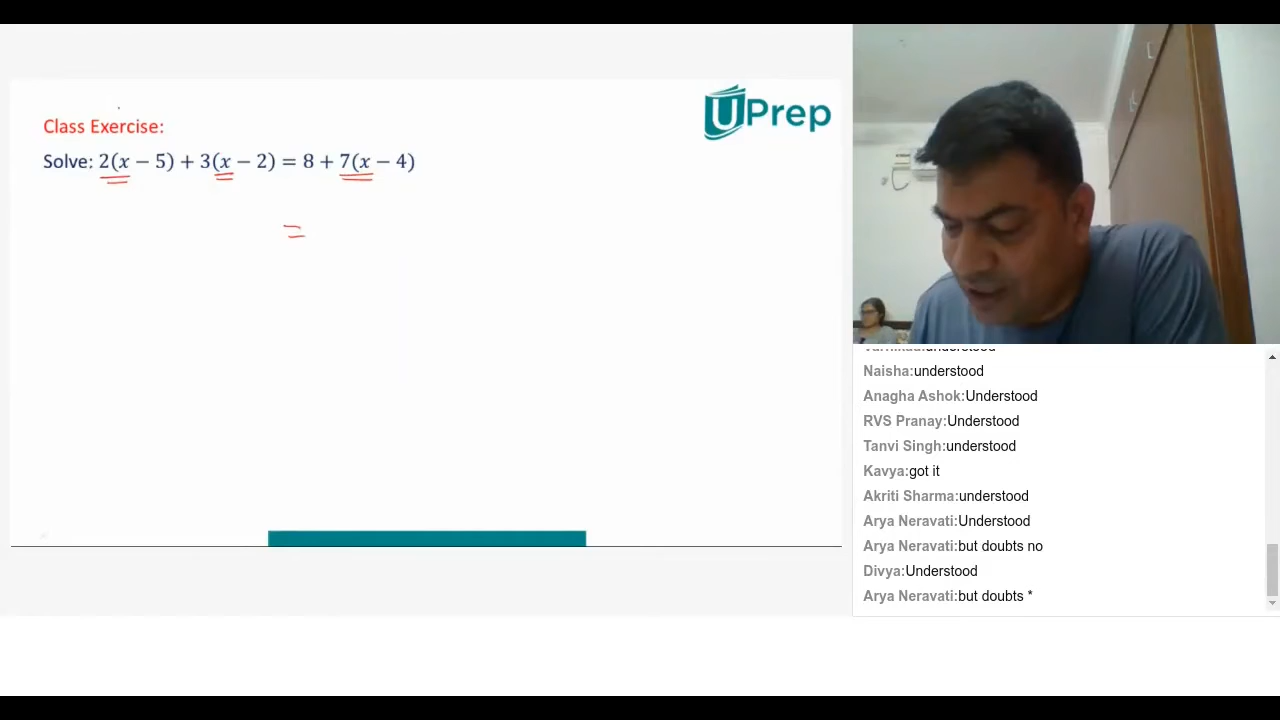 UPrep
Class Exercise:
Solve: 2(x − 5) + 3(x − 2) = 8 + 7(x − 4)
=
Naisha:understood
Anagha Ashok:Understood
RVS Pranay:Understood
Tanvi Singh:understood
Kavya:got it
Akriti Sharma:understood
Arya Neravati:Understood
Arya Neravati:but doubts no
Divya:Understood
Arya Neravati:but doubts *